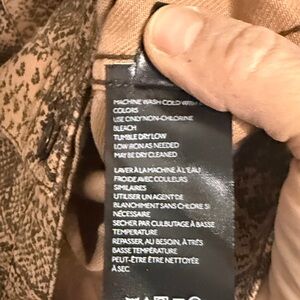 MACHINE WASH COLD WITH
COLORS
USE ONLY NON-CHLORINE
BLEACH
TUMBLE DRY LOW
LOW IRON AS NEEDED
MAY BE DRY CLEANED
LAVER À LA MACHINE À L'EAU
FROIDE AVEC COULEURS
SIMILAIRES
UTILISER UN AGENT DE
BLANCHIMENT SANS CHLORE SI
NÉCESSAIRE
SECHER PAR CULBUTAGE À BASSE
TEMPERATURE
REPASSER, AU BESOIN, À TRÈS
BASSE TEMPÉRATURE
PEUT-ÊTRE ÊTRE NETTOYÉE
À SEC